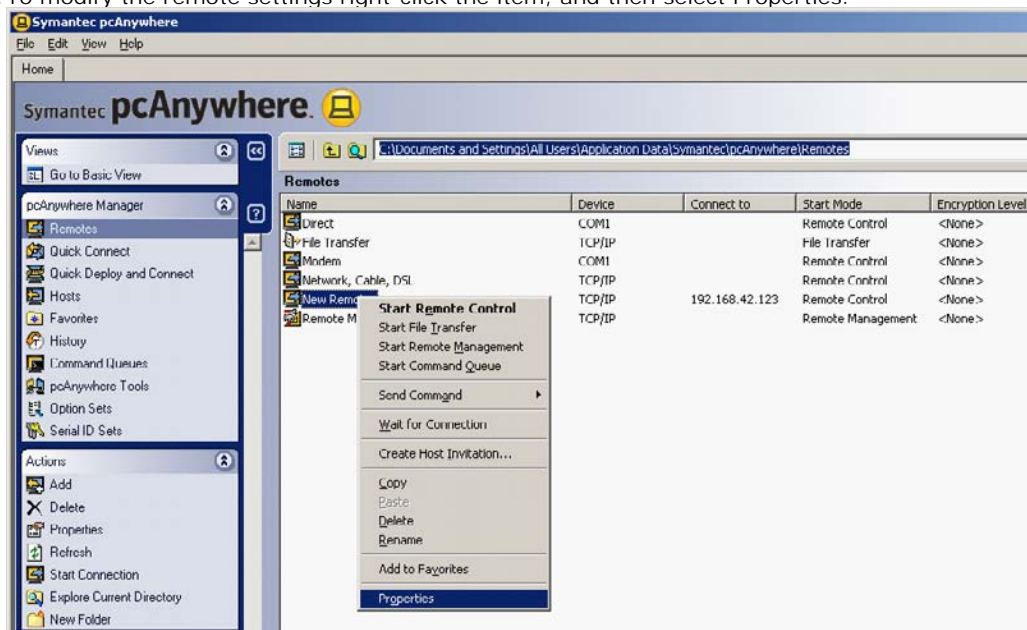 To modify the remote settings right-click the item, and then select Properties.
Symantec pcAnywhere
File Edit View Help
Home
Symantec pcAnywhere.
Views
Go to Basic View
pcAnywhere Manager
Remotes
Quick Connect
Quick Deploy and Connect
Hosts
Favorites
History
Command Queues
pcAnywhere Tools
Option Sets
Serial ID Sets
Actions
Add
Delete
Properties
Refresh
Start Connection
Explore Current Directory
New Folder
C:\Documents and Settings\All Users\Application Data\Symantec\pcAnywhere\Remotes
Remotes
Name Device Connect to Start Mode Encryption Level
Direct COM1 Remote Control <None>
File Transfer TCP/IP File Transfer <None>
Modem COM1 Remote Control <None>
Network, Cable, DSL TCP/IP Remote Control <None>
New Remo TCP/IP 192.168.42.123 Remote Control <None>
Remote M TCP/IP Remote Management <None>
Start Remote Control
Start File Transfer
Start Remote Management
Start Command Queue
Send Command
Wait for Connection
Create Host Invitation...
Copy
Paste
Delete
Rename
Add to Favorites
Properties